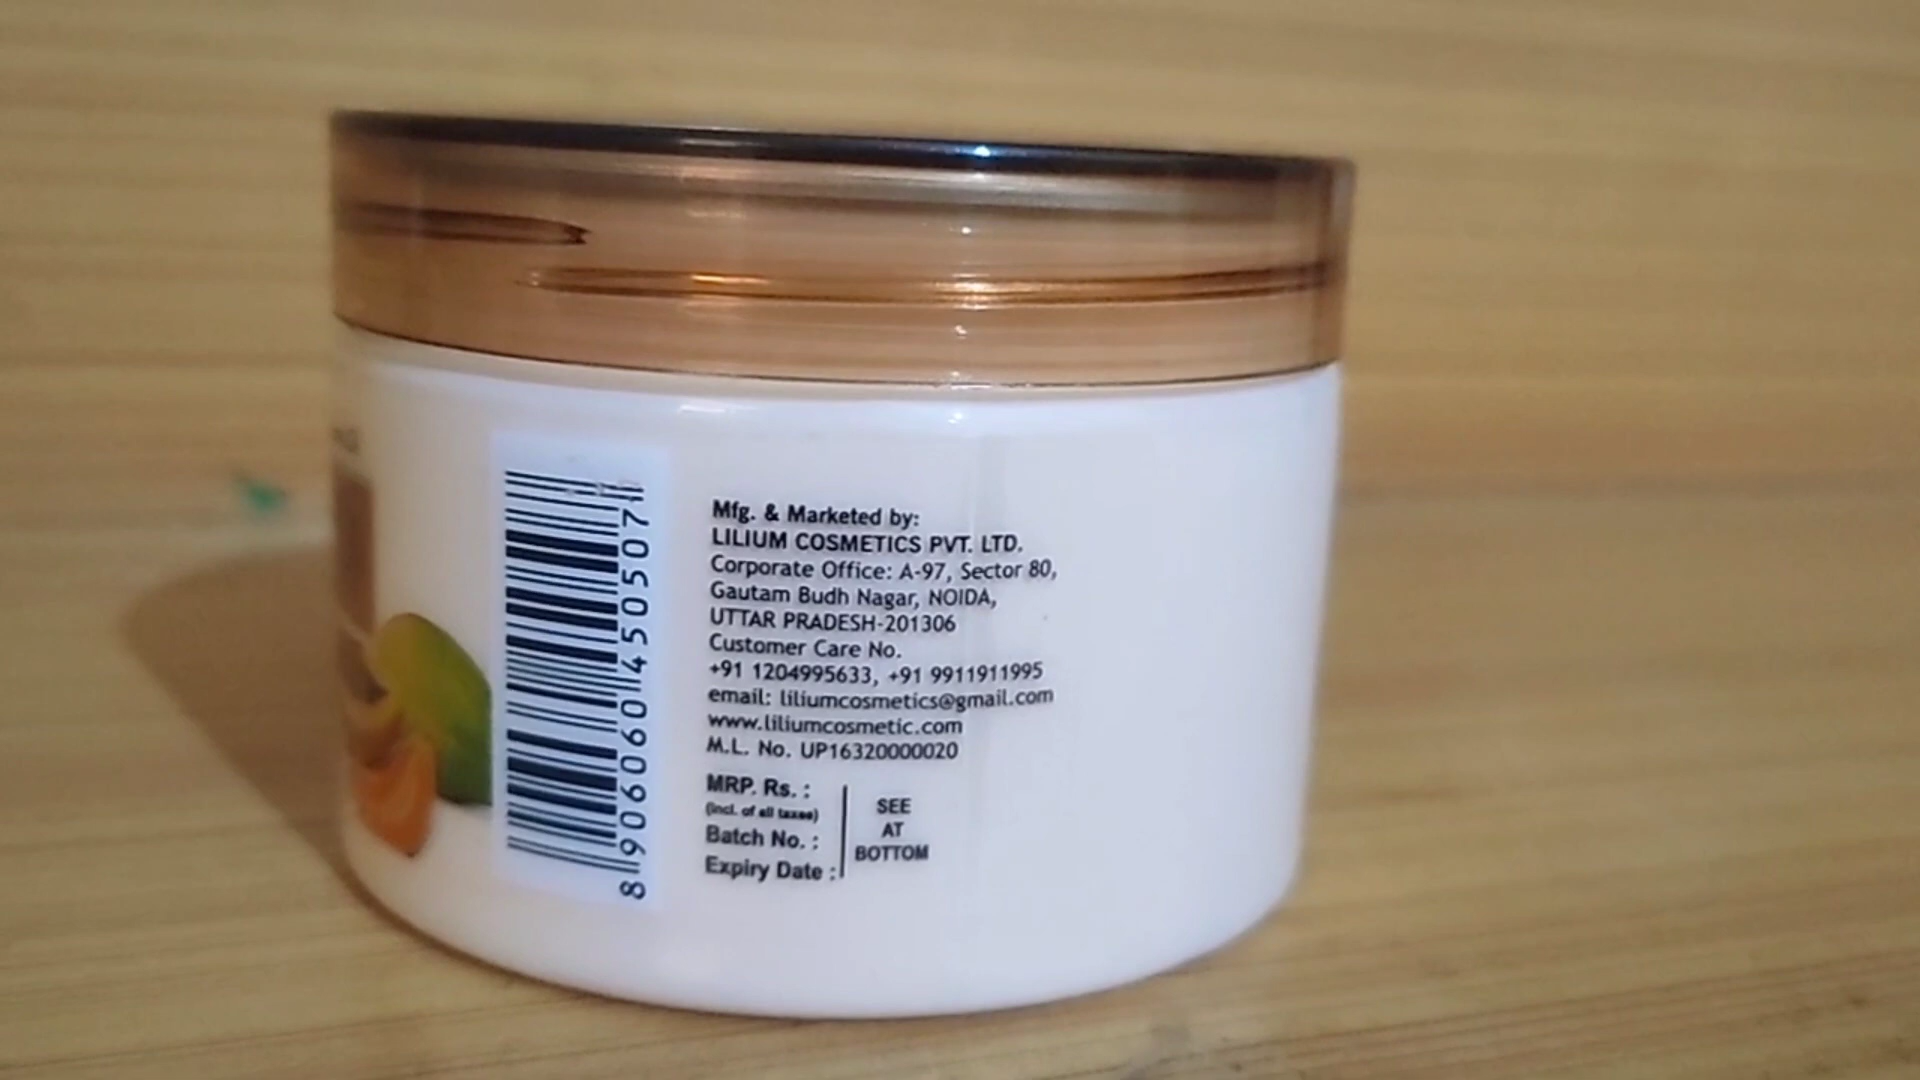 8906060450507
Mfg. & Marketed by:
LILIUM COSMETICS PVT. LTD.
Corporate Office: A-97, Sector 80,
Gautam Budh Nagar, NOIDA,
UTTAR PRADESH-201306
Customer Care No.
+91 1204995633, +91 9911911995
email: liliumcosmetics@gmail.com
www.liliumcosmetic.com
M.L. No. UP16320000020
MRP. Rs. :
(incl. of all taxes)
Batch No. :
Expiry Date :
SEE
AT
BOTTOM